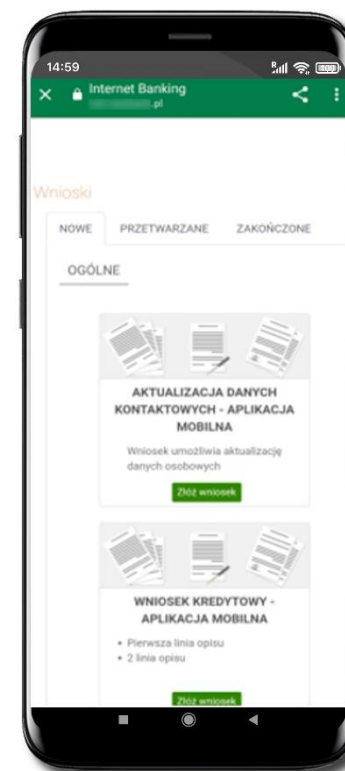 14:59
Internet Banking
.pl
Wnioski
NOWE PRZETWARZANE ZAKOŃCZONE
OGÓLNE
AKTUALIZACJA DANYCH
KONTAKTOWYCH - APLIKACJA
MOBILNA
Wniosek umożliwia aktualizację
danych osobowych
Złóż wniosek
WNIOSEK KREDYTOWY -
APLIKACJA MOBILNA
• Pierwsza linia opisu
• 2 linia opisu
Złóż wniosek